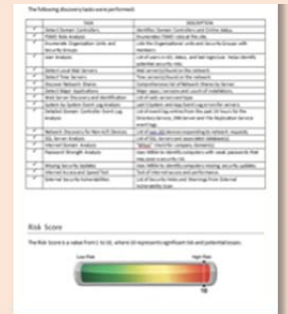 The following discovery tasks were performed:
TASK DESCRIPTION
Detect Domain Controllers Identifies Domain Controllers and Online status.
FSMO Role Analysis Enumerates FSMO roles at the site.
Enumerate Organization Units and Security Groups Lists the Organizational units and Security Groups with members.
User Analysis List of users in AD, status, and last login/use. Helps identify potential security risks.
Detect Local Mail Servers Mail server(s) found on the network.
Detect Time Servers Time server(s) found on the network.
Discover Network Shares Comprehensive list of Network Shares by Server.
Detect Major Applications Major apps, versions and count of installations.
Web Server Discovery and Identification List of web servers and type.
System by System Event Log Analysis
Network Discovery for Non-A/D Devices List of Non-AD devices responding to network requests.
SQL Server Analysis List of SQL Servers and associated database(s).
Internet Domain Analysis "Whois" check for company domain(s).
Password Strength Analysis Uses MBSA to identify computers with weak passwords that may pose a security risk.
Missing Security Updates Uses MBSA to identify computers missing security updates.
Internet Access and Speed Test Test of internet access and performance.
External Security Vulnerabilities List of Security Holes and Warnings from External Vulnerability Scan.
Risk Score
The Risk Score is a value from 1 to 10, where 10 represents significant risk and potential issues.
Low Risk High Risk
10